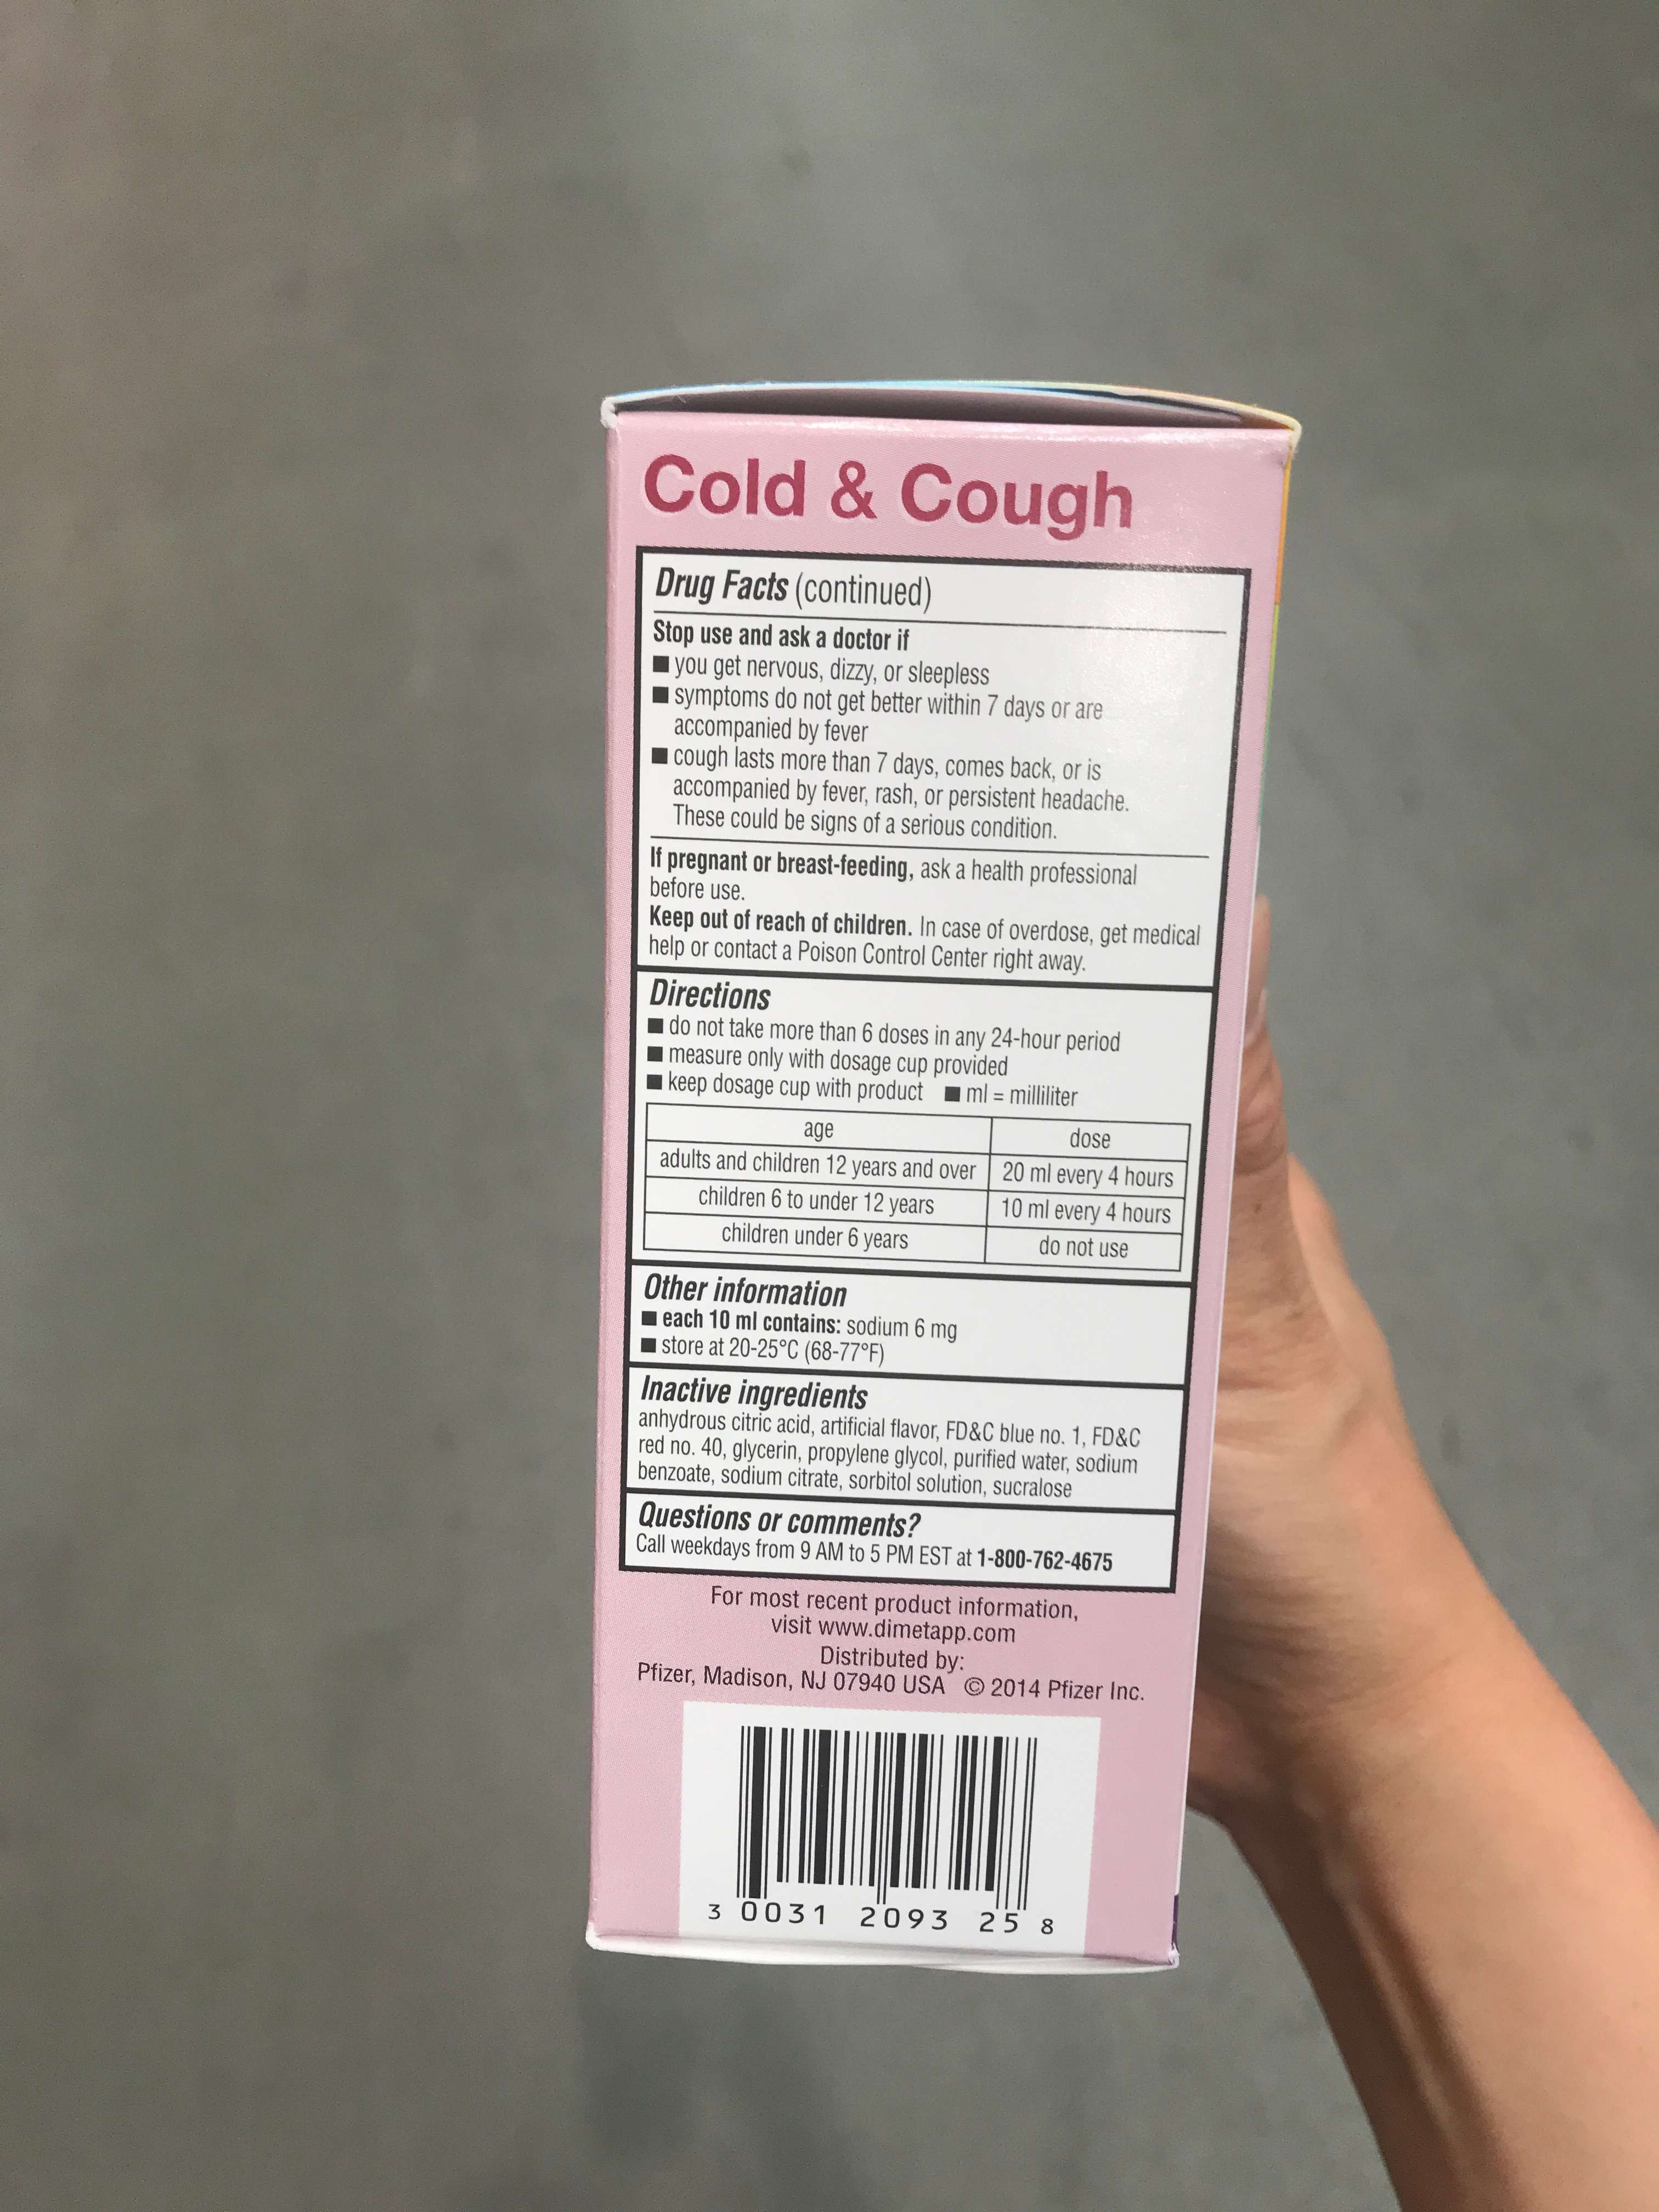 Cold & Cough
Drug Facts (continued)
Stop use and ask a doctor if
■ you get nervous, dizzy, or sleepless
■ symptoms do not get better within 7 days or are
accompanied by fever
■ cough lasts more than 7 days, comes back, or is
accompanied by fever, rash, or persistent headache.
These could be signs of a serious condition.
If pregnant or breast-feeding, ask a health professional
before use.
Keep out of reach of children. In case of overdose, get medical
help or contact a Poison Control Center right away.
Directions
■ do not take more than 6 doses in any 24-hour period
■ measure only with dosage cup provided
■ keep dosage cup with product ■ ml = milliliter
age dose
adults and children 12 years and over 20 ml every 4 hours
children 6 to under 12 years 10 ml every 4 hours
children under 6 years do not use
Other information
■ each 10 ml contains: sodium 6 mg
■ store at 20-25°C (68-77°F)
Inactive ingredients
anhydrous citric acid, artificial flavor, FD&C blue no. 1, FD&C
red no. 40, glycerin, propylene glycol, purified water, sodium
benzoate, sodium citrate, sorbitol solution, sucralose
Questions or comments?
Call weekdays from 9 AM to 5 PM EST at 1-800-762-4675
For most recent product information,
visit www.dimetapp.com
Distributed by:
Pfizer, Madison, NJ 07940 USA © 2014 Pfizer Inc.
3 0031 2093 25 8